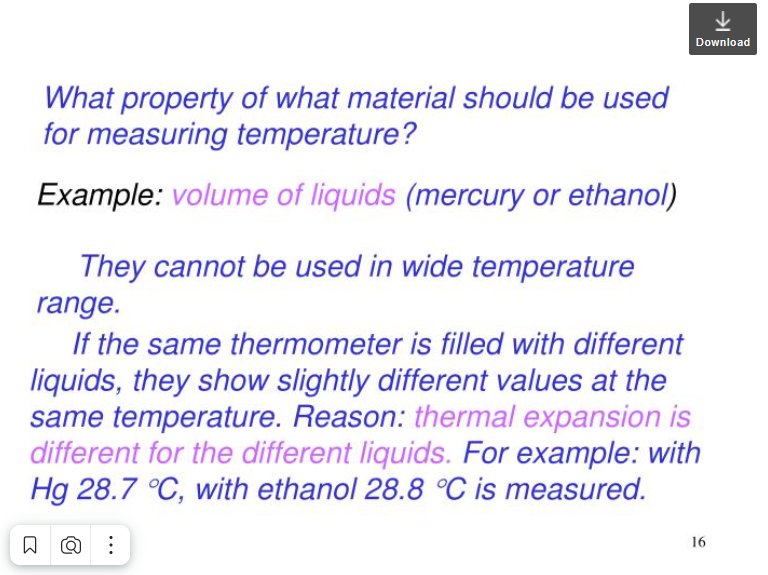 Download
What property of what material should be used
for measuring temperature?
Example: volume of liquids (mercury or ethanol)
They cannot be used in wide temperature
range.
If the same thermometer is filled with different
liquids, they show slightly different values at the
same temperature. Reason: thermal expansion is
different for the different liquids. For example: with
Hg 28.7 °C, with ethanol 28.8 °C is measured.
16